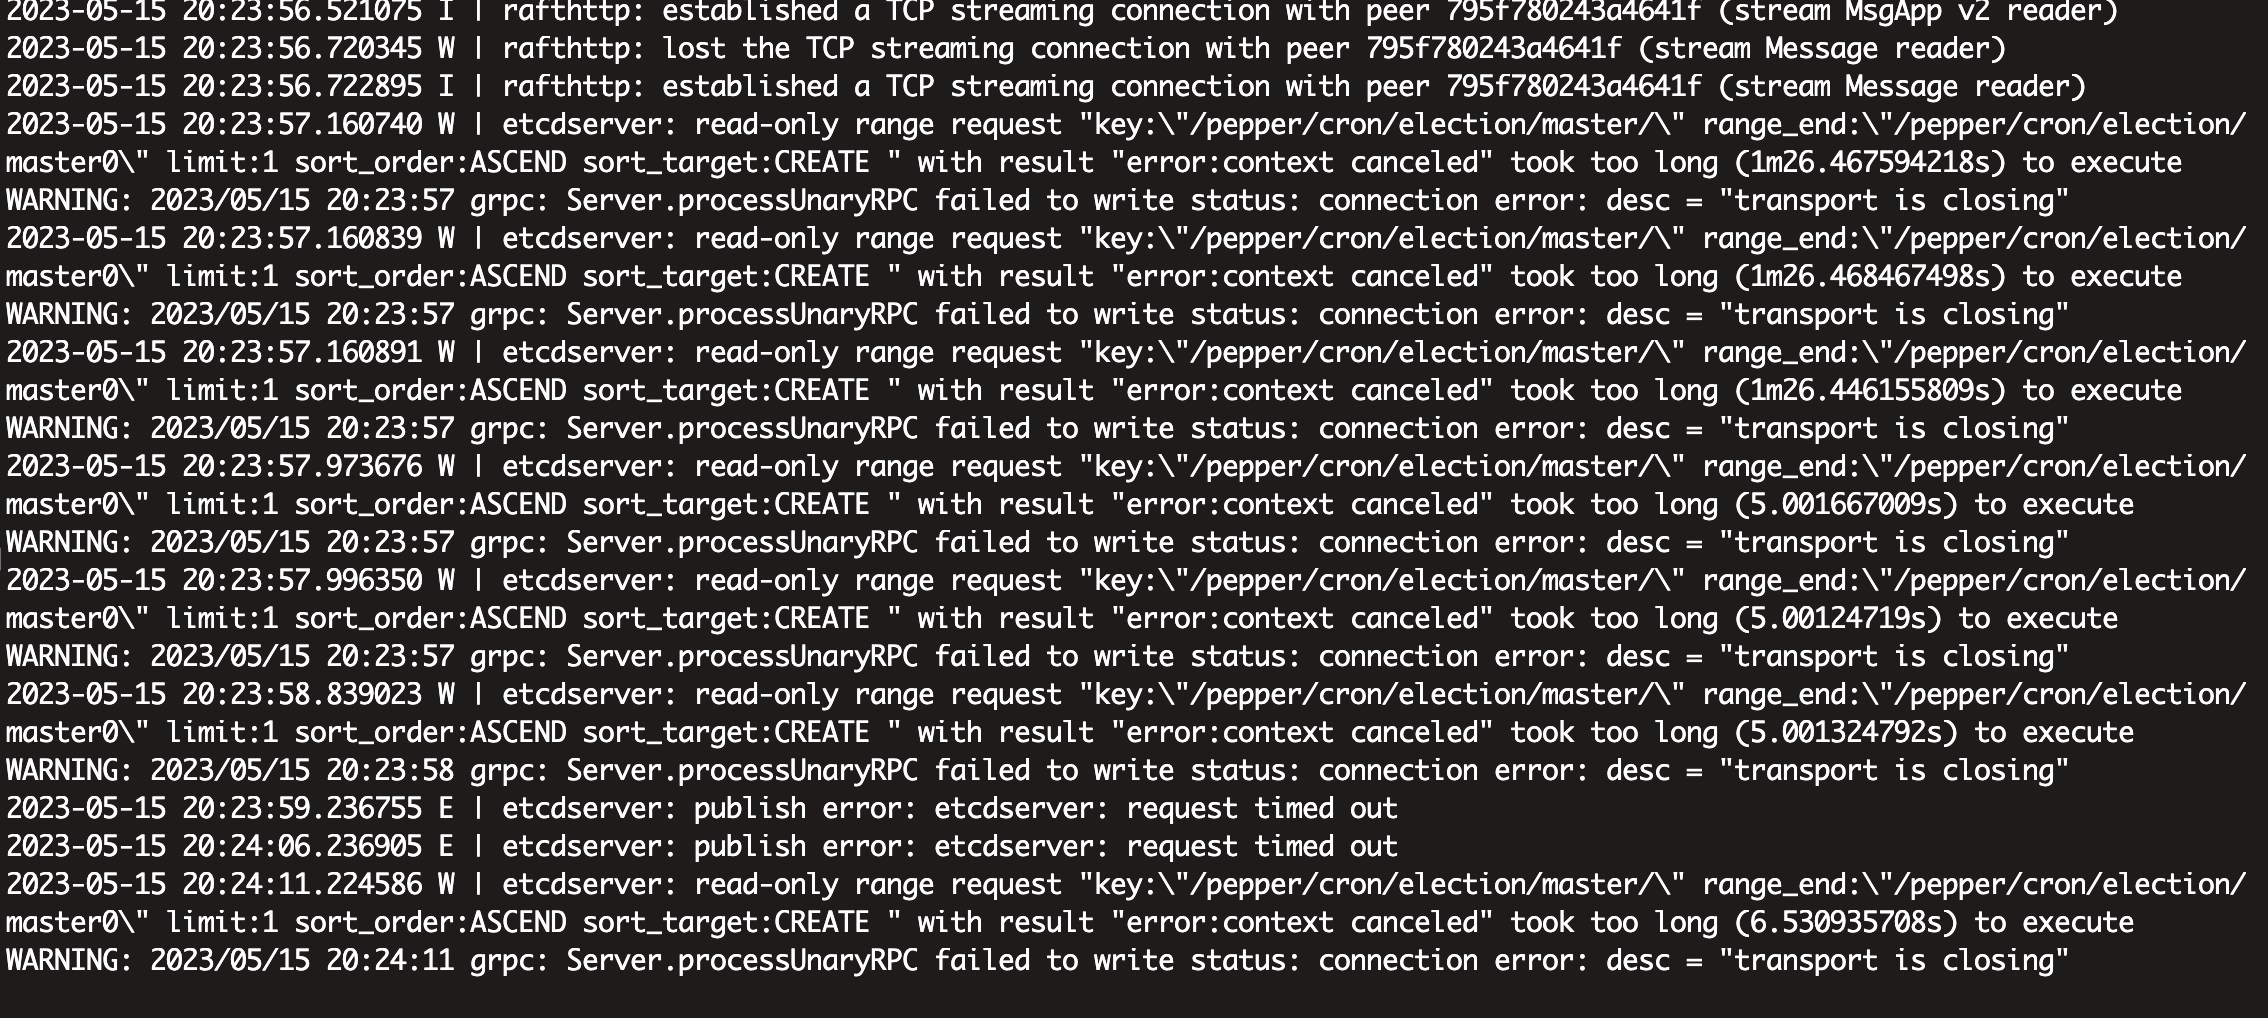 2023-05-15 20:23:56.521075 I | rafthttp: established a TCP streaming connection with peer 795f780243a4641f (stream MsgApp v2 reader)
2023-05-15 20:23:56.720345 W | rafthttp: lost the TCP streaming connection with peer 795f780243a4641f (stream Message reader)
2023-05-15 20:23:56.722895 I | rafthttp: established a TCP streaming connection with peer 795f780243a4641f (stream Message reader)
2023-05-15 20:23:57.160740 W | etcdserver: read-only range request "key:\"/pepper/cron/election/master/\" range_end:\"/pepper/cron/election/
master0\" limit:1 sort_order:ASCEND sort_target:CREATE " with result "error:context canceled" took too long (1m26.467594218s) to execute
WARNING: 2023/05/15 20:23:57 grpc: Server.processUnaryRPC failed to write status: connection error: desc = "transport is closing"
2023-05-15 20:23:57.160839 W | etcdserver: read-only range request "key:\"/pepper/cron/election/master/\" range_end:\"/pepper/cron/election/
master0\" limit:1 sort_order:ASCEND sort_target:CREATE " with result "error:context canceled" took too long (1m26.468467498s) to execute
WARNING: 2023/05/15 20:23:57 grpc: Server.processUnaryRPC failed to write status: connection error: desc = "transport is closing"
2023-05-15 20:23:57.160891 W | etcdserver: read-only range request "key:\"/pepper/cron/election/master/\" range_end:\"/pepper/cron/election/
master0\" limit:1 sort_order:ASCEND sort_target:CREATE " with result "error:context canceled" took too long (1m26.446155809s) to execute
WARNING: 2023/05/15 20:23:57 grpc: Server.processUnaryRPC failed to write status: connection error: desc = "transport is closing"
2023-05-15 20:23:57.973676 W | etcdserver: read-only range request "key:\"/pepper/cron/election/master/\" range_end:\"/pepper/cron/election/
master0\" limit:1 sort_order:ASCEND sort_target:CREATE " with result "error:context canceled" took too long (5.001667009s) to execute
WARNING: 2023/05/15 20:23:57 grpc: Server.processUnaryRPC failed to write status: connection error: desc = "transport is closing"
2023-05-15 20:23:57.996350 W | etcdserver: read-only range request "key:\"/pepper/cron/election/master/\" range_end:\"/pepper/cron/election/
master0\" limit:1 sort_order:ASCEND sort_target:CREATE " with result "error:context canceled" took too long (5.00124719s) to execute
WARNING: 2023/05/15 20:23:57 grpc: Server.processUnaryRPC failed to write status: connection error: desc = "transport is closing"
2023-05-15 20:23:58.839023 W | etcdserver: read-only range request "key:\"/pepper/cron/election/master/\" range_end:\"/pepper/cron/election/
master0\" limit:1 sort_order:ASCEND sort_target:CREATE " with result "error:context canceled" took too long (5.001324792s) to execute
WARNING: 2023/05/15 20:23:58 grpc: Server.processUnaryRPC failed to write status: connection error: desc = "transport is closing"
2023-05-15 20:23:59.236755 E | etcdserver: publish error: etcdserver: request timed out
2023-05-15 20:24:06.236905 E | etcdserver: publish error: etcdserver: request timed out
2023-05-15 20:24:11.224586 W | etcdserver: read-only range request "key:\"/pepper/cron/election/master/\" range_end:\"/pepper/cron/election/
master0\" limit:1 sort_order:ASCEND sort_target:CREATE " with result "error:context canceled" took too long (6.530935708s) to execute
WARNING: 2023/05/15 20:24:11 grpc: Server.processUnaryRPC failed to write status: connection error: desc = "transport is closing"